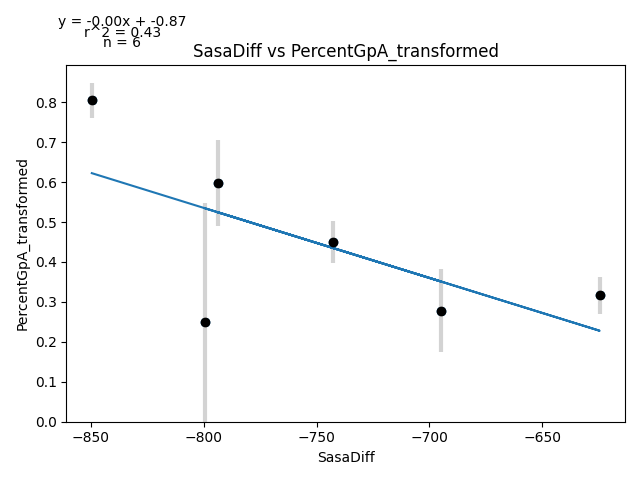 y = -0.00x + -0.87
r^2 = 0.43
n = 6
SasaDiff vs PercentGpA_transformed
PercentGpA_transformed
0.8
0.7
0.6
0.5
0.4
0.3
0.2
0.1
0.0
−850
−800
−750
−700
−650
SasaDiff